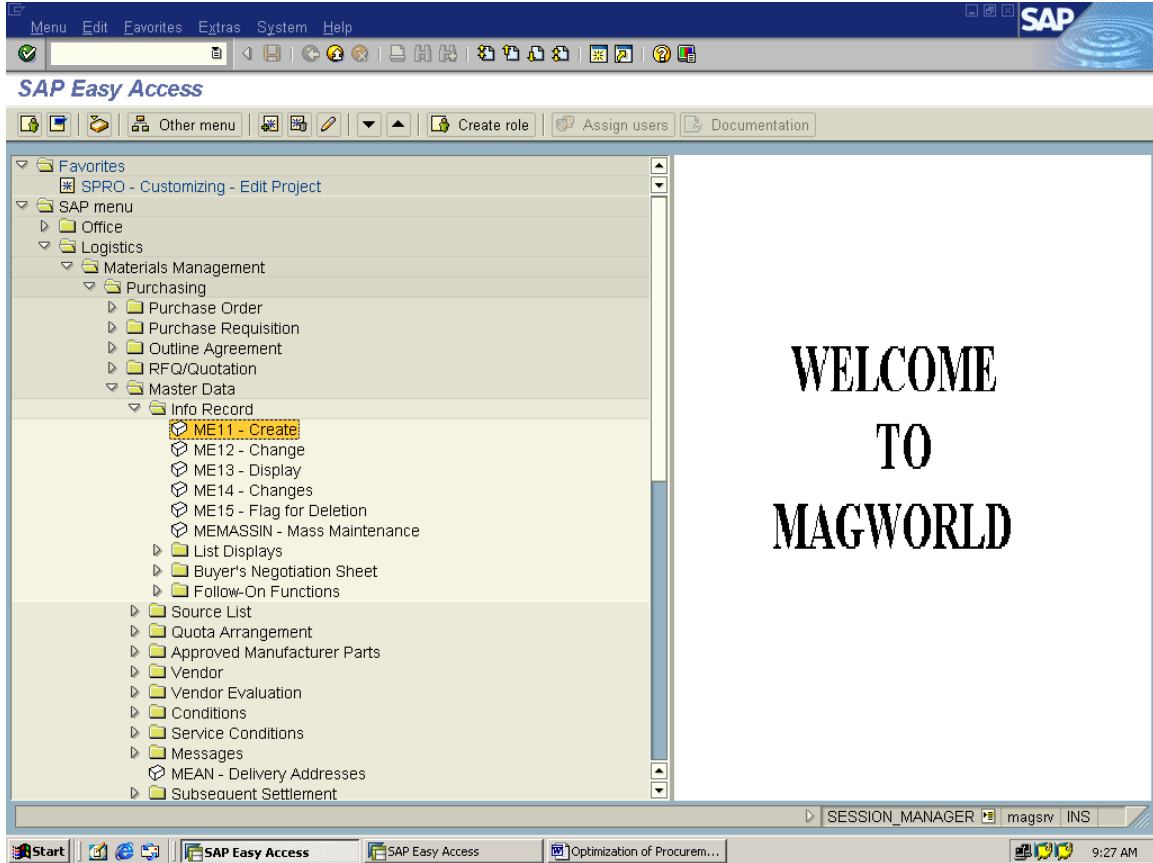 Menu Edit Favorites Extras System Help
SAP
SAP Easy Access
Other menu Create role Assign users Documentation
Favorites
SPRO - Customizing - Edit Project
SAP menu
Office
Logistics
Materials Management
Purchasing
Purchase Order
Purchase Requisition
Outline Agreement
RFQ/Quotation
Master Data
Info Record
ME11 - Create
ME12 - Change
ME13 - Display
ME14 - Changes
ME15 - Flag for Deletion
MEMASSIN - Mass Maintenance
List Displays
Buyer's Negotiation Sheet
Follow-On Functions
Source List
Quota Arrangement
Approved Manufacturer Parts
Vendor
Vendor Evaluation
Conditions
Service Conditions
Messages
MEAN - Delivery Addresses
Subsequent Settlement
WELCOME
TO
MAGWORLD
SESSION_MANAGER magsrv INS
Start SAP Easy Access SAP Easy Access Optimization of Procurem... 9:27 AM